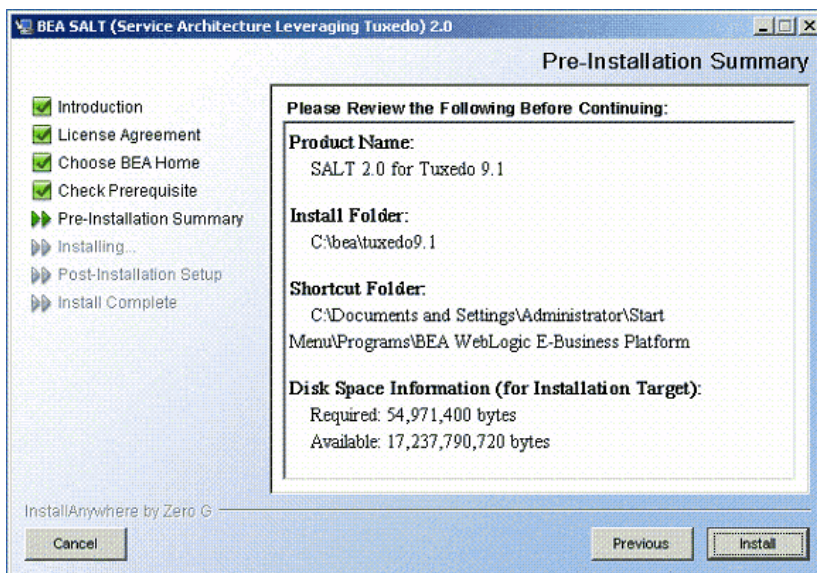 BEA SALT (Service Architecture Leveraging Tuxedo) 2.0
Pre-Installation Summary
Introduction
License Agreement
Choose BEA Home
Check Prerequisite
Pre-Installation Summary
Installing...
Post-Installation Setup
Install Complete
Please Review the Following Before Continuing:
Product Name:
SALT 2.0 for Tuxedo 9.1
Install Folder:
C:\bea\tuxedo9.1
Shortcut Folder:
C:\Documents and Settings\Administrator\Start
Menu\Programs\BEA WebLogic E-Business Platform
Disk Space Information (for Installation Target):
Required: 54,971,400 bytes
Available: 17,237,790,720 bytes
InstallAnywhere by Zero G
Cancel
Previous
Install